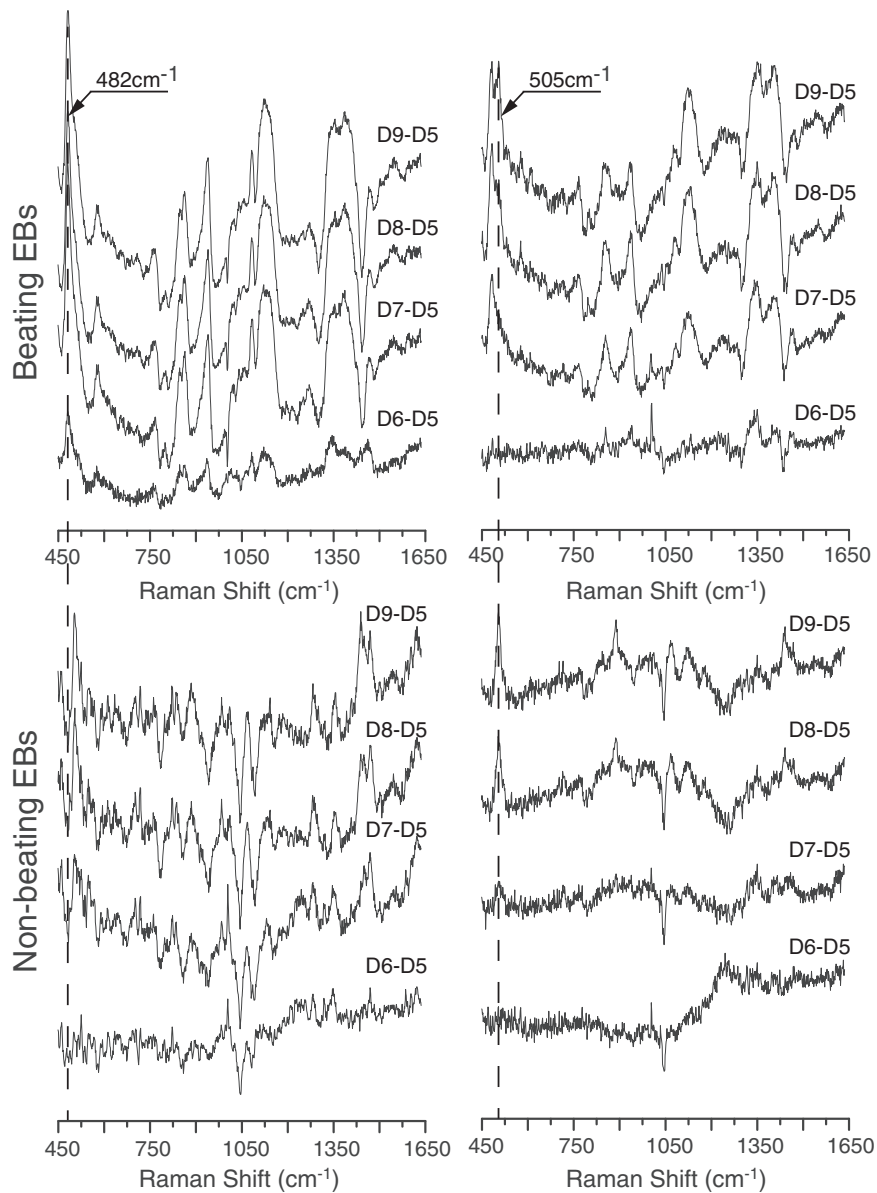 Beating EBs
482cm-1
D9-D5
D8-D5
D7-D5
D6-D5
450 750 1050 1350 1650
Raman Shift (cm-1)
505cm-1
D9-D5
D8-D5
D7-D5
D6-D5
450 750 1050 1350 1650
Raman Shift (cm-1)
Non-beating EBs
D9-D5
D8-D5
D7-D5
D6-D5
450 750 1050 1350 1650
Raman Shift (cm-1)
D9-D5
D8-D5
D7-D5
D6-D5
450 750 1050 1350 1650
Raman Shift (cm-1)